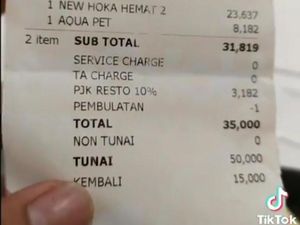 1 NEW HOKA HEMAT 2 23,637
1 AQUA PET 8,182
2 item SUB TOTAL 31,819
SERVICE CHARGE 0
TA CHARGE 0
PJK RESTO 10% 3,182
PEMBULATAN -1
TOTAL 35,000
NON TUNAI 0
TUNAI 50,000
KEMBALI 15,000
TikTok